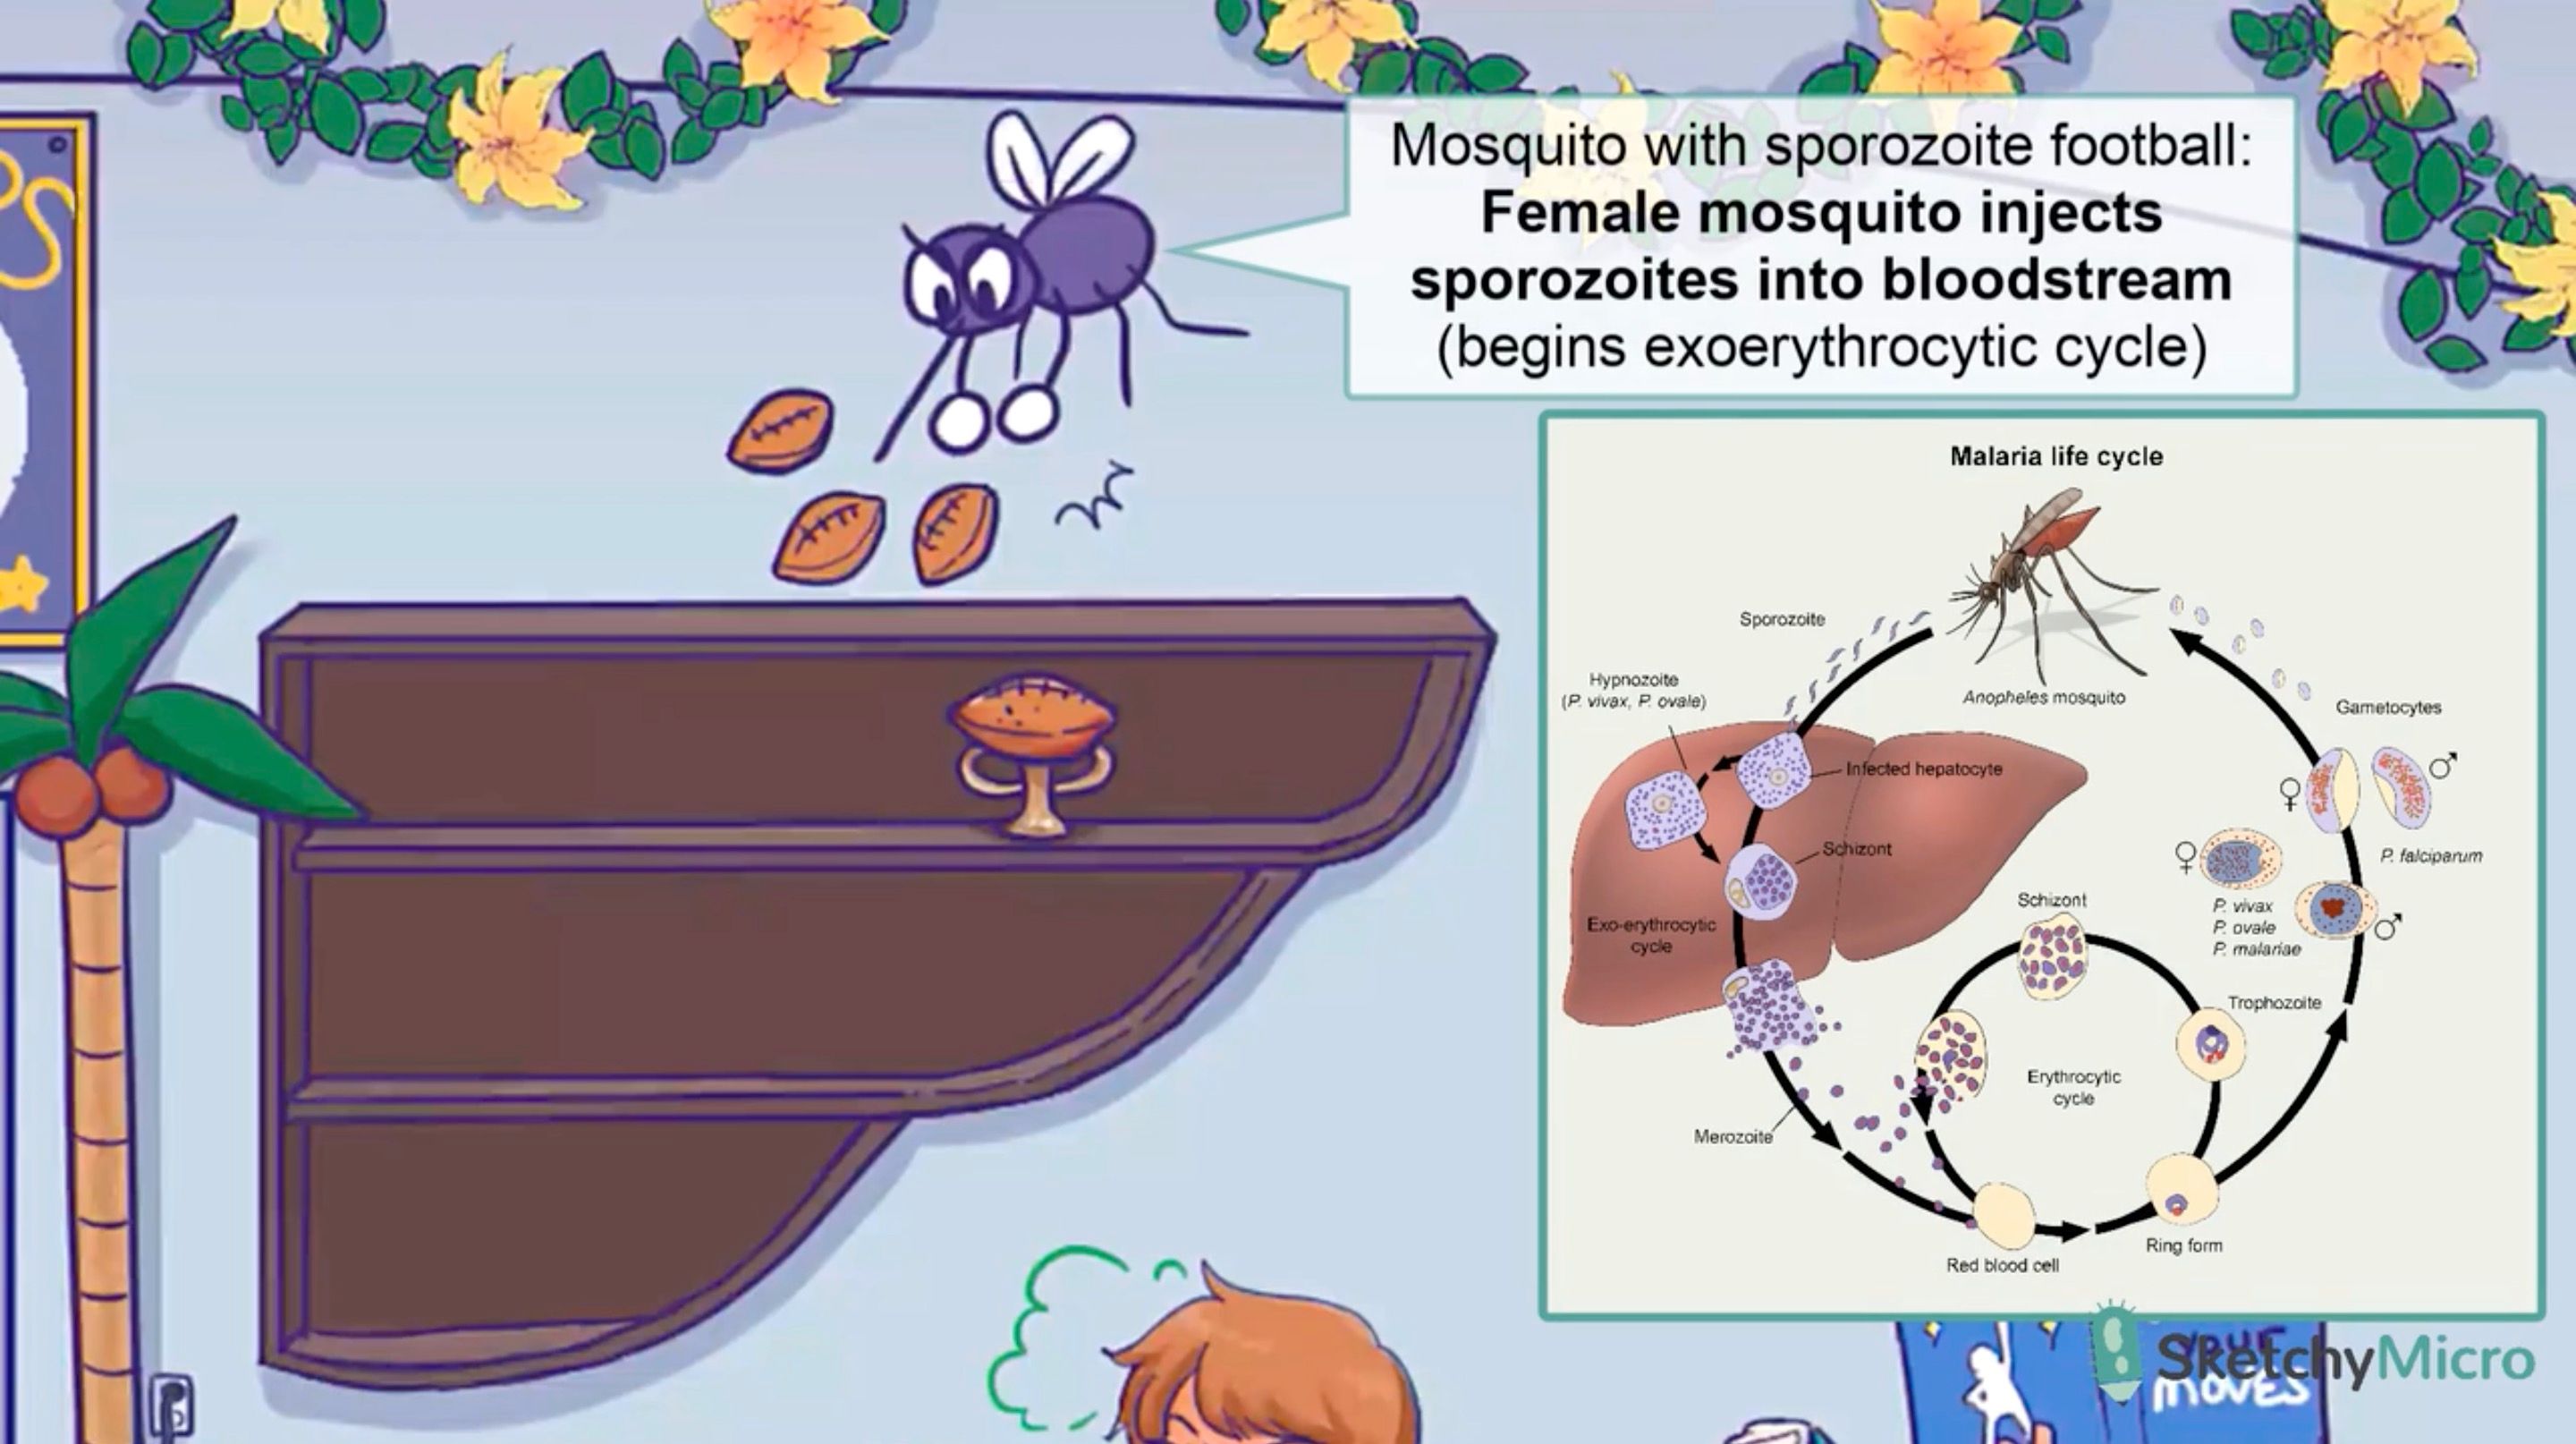 Mosquito with sporozoite football:
Female mosquito injects
sporozoites into bloodstream
(begins exoerythrocytic cycle)
Malaria life cycle
Sporozoite
Hypnozoite
(P. vivax, P. ovale)
Anopheles mosquito
Gametocytes
Infected hepatocyte
Schizont
P. falciparum
Exo-erythrocytic
cycle
Schizont
P. vivax
P. ovale
P. malariae
Trophozoite
Erythrocytic
cycle
Merozoite
Ring form
Red blood cell
SketchyMicro
MOVES